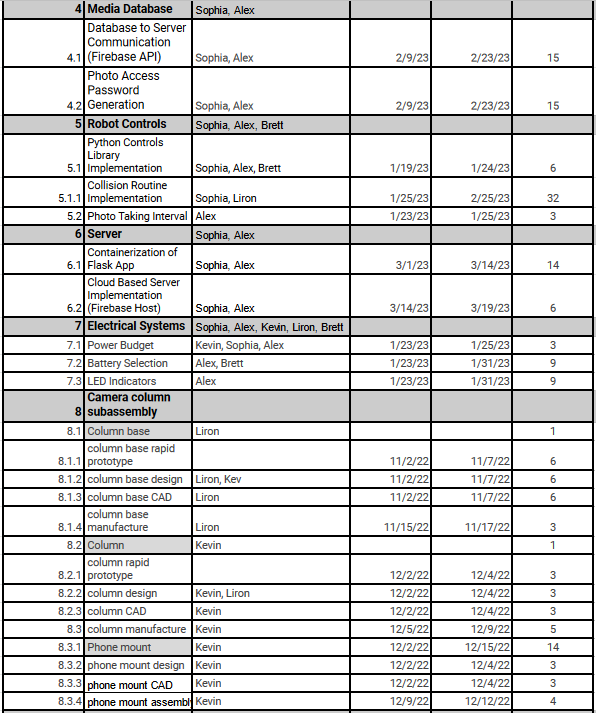 4 Media Database Sophia, Alex
Database to Server
Communication
4.1 (Firebase API) Sophia, Alex 2/9/23 2/23/23 15
Photo Access
Password
4.2 Generation Sophia, Alex 2/9/23 2/23/23 15
5 Robot Controls Sophia, Alex, Brett
Python Controls
Library
5.1 Implementation Sophia, Alex, Brett 1/19/23 1/24/23 6
Collision Routine
5.1.1 Implementation Sophia, Liron 1/25/23 2/25/23 32
5.2 Photo Taking Interval Alex 1/23/23 1/25/23 3
6 Server Sophia, Alex
Containerization of
6.1 Flask App Sophia, Alex 3/1/23 3/14/23 14
Cloud Based Server
Implementation
6.2 (Firebase Host) Sophia, Alex 3/14/23 3/19/23 6
7 Electrical Systems Sophia, Alex, Kevin, Liron, Brett
7.1 Power Budget Kevin, Sophia, Alex 1/23/23 1/25/23 3
7.2 Battery Selection Alex, Brett 1/23/23 1/31/23 9
7.3 LED Indicators Alex 1/23/23 1/31/23 9
Camera column
8 subassembly
8.1 Column base Liron 1
column base rapid
8.1.1 prototype 11/2/22 11/7/22 6
8.1.2 column base design Liron, Kev 11/2/22 11/7/22 6
8.1.3 column base CAD Liron 11/2/22 11/7/22 6
column base
8.1.4 manufacture Liron 11/15/22 11/17/22 3
8.2 Column Kevin 1
column rapid
8.2.1 prototype 12/2/22 12/4/22 3
8.2.2 column design Kevin, Liron 12/2/22 12/4/22 3
8.2.3 column CAD Kevin 12/2/22 12/4/22 3
8.3 column manufacture Kevin 12/5/22 12/9/22 5
8.3.1 Phone mount Kevin 12/2/22 12/15/22 14
8.3.2 phone mount design Kevin 12/2/22 12/4/22 3
8.3.3 phone mount CAD Kevin 12/2/22 12/4/22 3
8.3.4 phone mount assembl Kevin 12/9/22 12/12/22 4